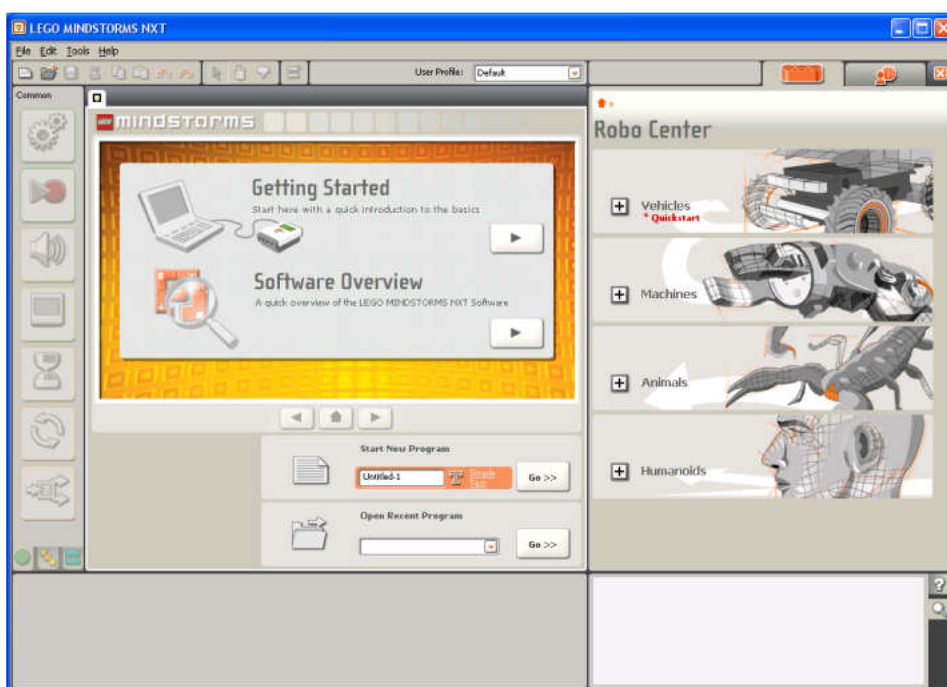 LEGO MINDSTORMS NXT
File Edit Tools Help
User Profile: Default
Common
mindstorms
Getting Started
Start here with a quick introduction to the basics
Software Overview
A quick overview of the LEGO MINDSTORMS NXT Software
Start New Program
Untitled-1
Go >>
Open Recent Program
Go >>
Robo Center
Vehicles
* Quickstart
Machines
Animals
Humanoids